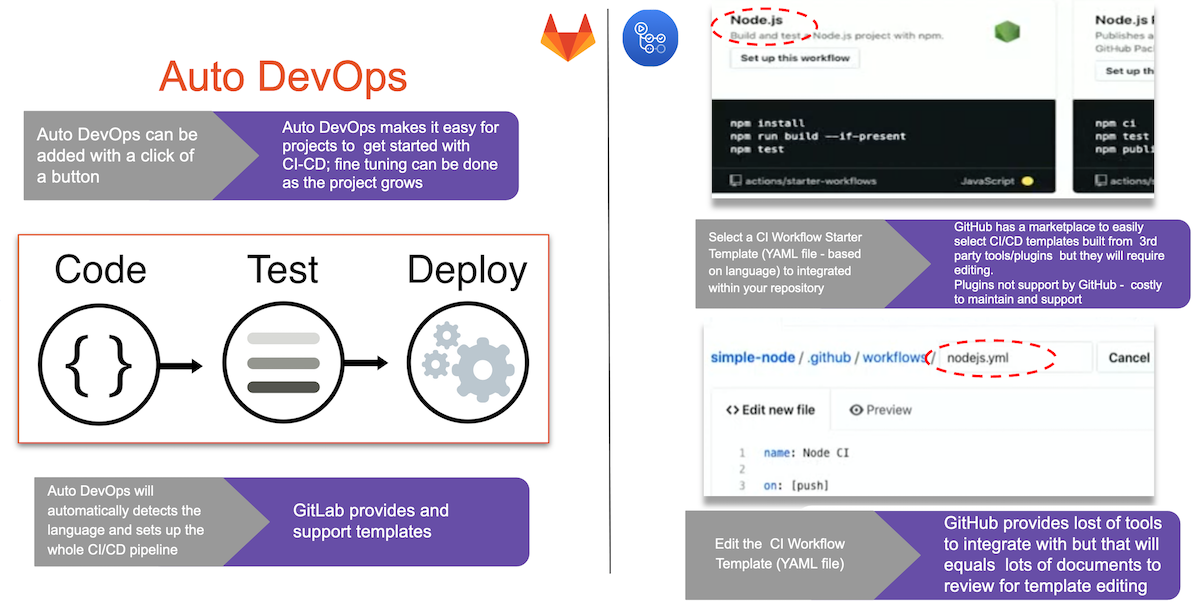 Auto DevOps
Auto DevOps can be
added with a click of
a button
Auto DevOps makes it easy for
projects to get started with
CI-CD; fine tuning can be done
as the project grows
Code
Test
Deploy
{ }
Auto DevOps will
automatically detects the
language and sets up the
whole CI/CD pipeline
GitLab provides and
support templates
Node.js
Build and test a Node.js project with npm.
Set up this workflow
npm install
npm run build --if-present
npm test
actions/starter-workflows
JavaScript
Node.js
Publishes a
GitHub Pac
Set up th
npm ci
npm test
npm publi
actions/s
Select a CI Workflow Starter
Template (YAML file - based
on language) to integrated
within your repository
GitHub has a marketplace to easily
select CI/CD templates built from 3rd
party tools/plugins but they will require
editing.
Plugins not support by GitHub - costly
to maintain and support
simple-node / .github / workflows / nodejs.yml
Cancel
<> Edit new file
Preview
1 name: Node CI
2
3 on: [push]
Edit the CI Workflow
Template (YAML file)
GitHub provides lost of tools
to integrate with but that will
equals lots of documents to
review for template editing